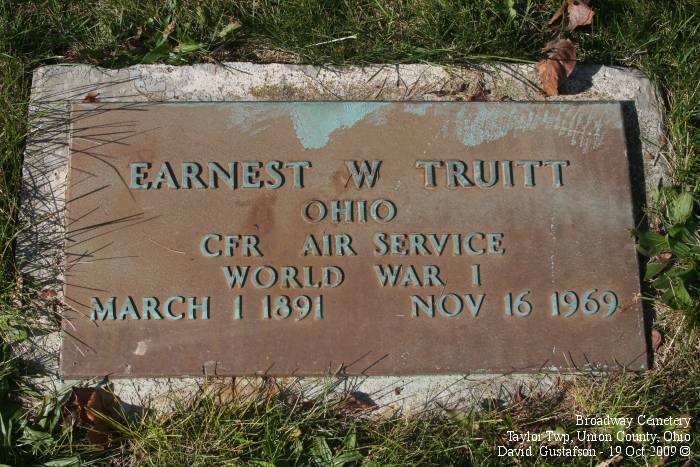 EARNEST W TRUITT
OHIO
CFR AIR SERVICE
WORLD WAR I
MARCH 1 1891 NOV 16 1969
Broadway Cemetery
Taylor Twp, Union County, Ohio
David Gustafson - 19 Oct 2009 ©